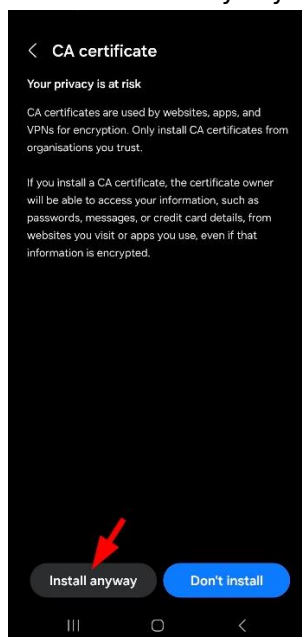 CA certificate
Your privacy is at risk
CA certificates are used by websites, apps, and
VPNs for encryption. Only install CA certificates from
organisations you trust.
If you install a CA certificate, the certificate owner
will be able to access your information, such as
passwords, messages, or credit card details, from
websites you visit or apps you use, even if that
information is encrypted.
Install anyway
Don't install